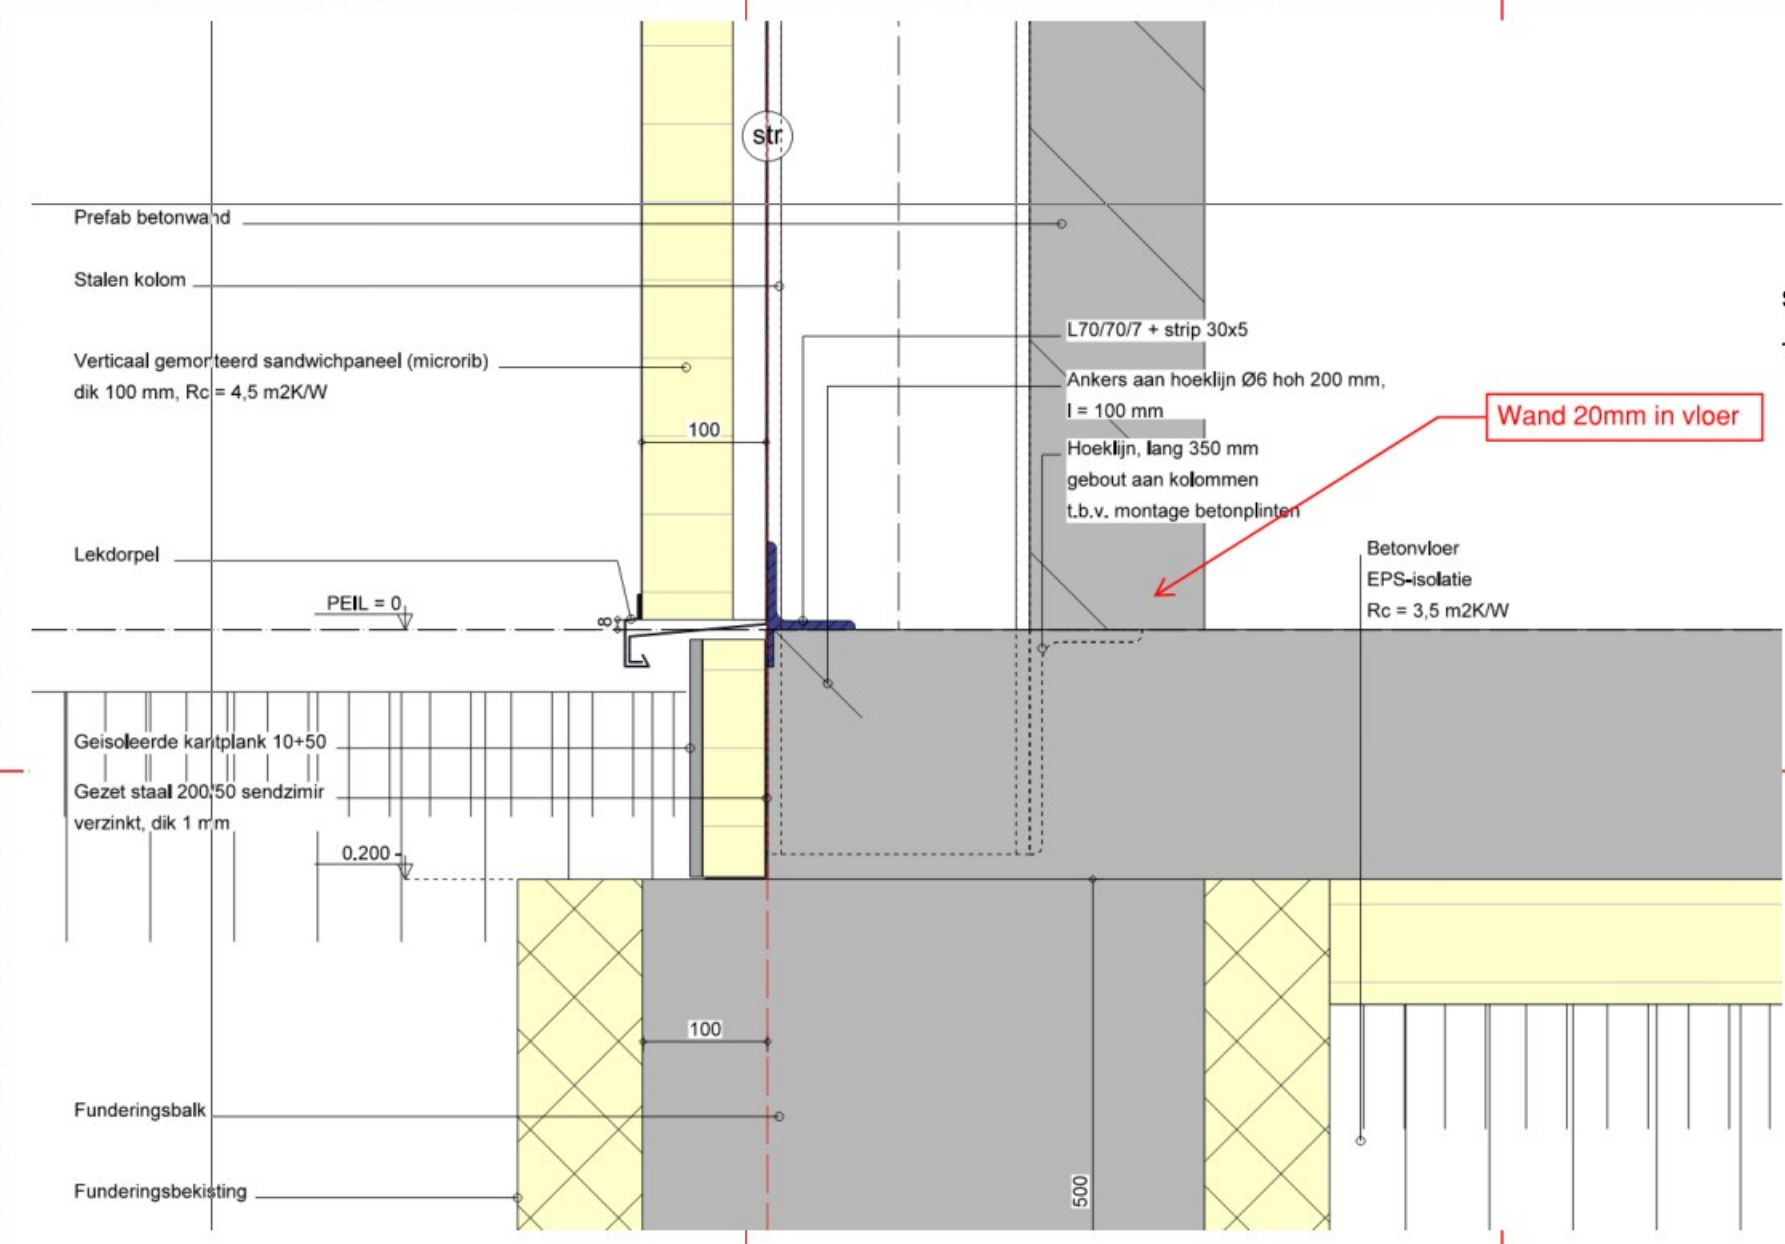 str
Prefab betonwand
Stalen kolom
L70/70/7 + strip 30x5
Verticaal gemonteerd sandwichpaneel (microrib)
dik 100 mm, Rc = 4,5 m2K/W
Ankers aan hoeklijn Ø6 hoh 200 mm,
l = 100 mm
Wand 20mm in vloer
100
Hoeklijn, lang 350 mm
gebout aan kolommen
t.b.v. montage betonplinten
Lekdorpel
Betonvloer
EPS-isolatie
Rc = 3,5 m2K/W
PEIL = 0
8
Geisoleerde kantplank 10+50
Gezet staal 200/50 sendzimir
verzinkt, dik 1 mm
0.200 -
100
Funderingsbalk
Funderingsbekisting
500